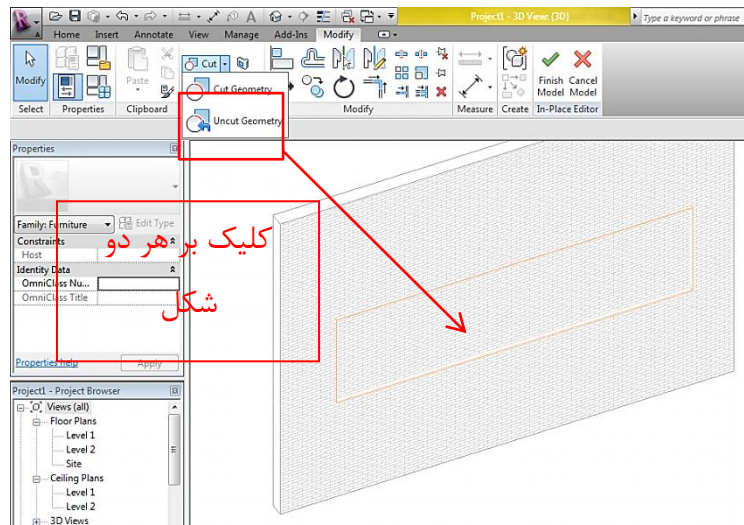 Project1 - 3D View: {3D}
Type a keyword or phrase
Home Insert Annotate View Manage Add-Ins Modify
Modify
Paste
Cut
Finish Model
Cancel Model
Select Properties Clipboard Modify Measure Create In-Place Editor
Cut Geometry
Uncut Geometry
Properties
Family: Furniture
Edit Type
Constraints
Host
Identity Data
OmniClass Nu...
OmniClass Title
Properties help
Apply
کلیک بر هر دو
شکل
Project1 - Project Browser
Views (all)
Floor Plans
Level 1
Level 2
Site
Ceiling Plans
Level 1
Level 2
3D Views